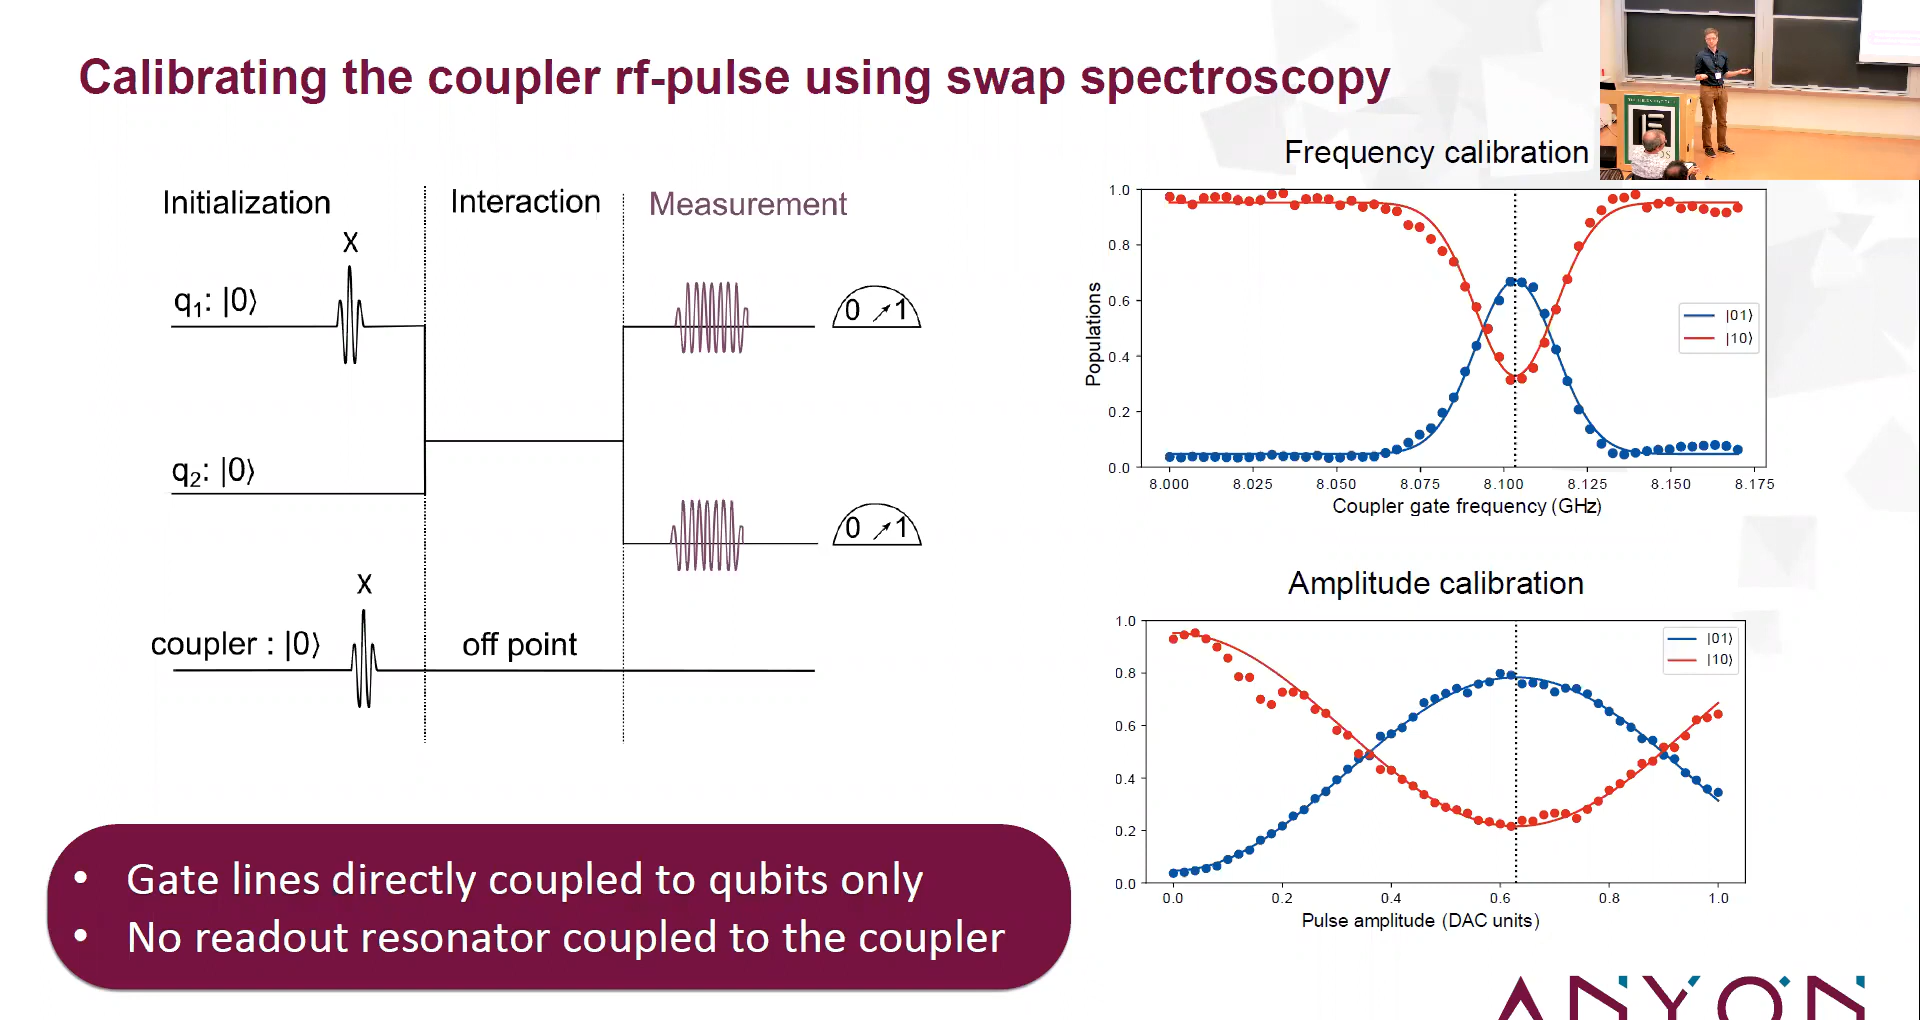 Calibrating the coupler rf-pulse using swap spectroscopy
Initialization
Interaction
Measurement
X
q1: |0⟩
0 ↗ 1
q2: |0⟩
0 ↗ 1
X
coupler : |0⟩
off point
• Gate lines directly coupled to qubits only
• No readout resonator coupled to the coupler
Frequency calibration
Populations
1.0
0.8
0.6
0.4
0.2
0.0
|01⟩
|10⟩
8.000 8.025 8.050 8.075 8.100 8.125 8.150 8.175
Coupler gate frequency (GHz)
Amplitude calibration
1.0
0.8
0.6
0.4
0.2
0.0
|01⟩
|10⟩
0.0 0.2 0.4 0.6 0.8 1.0
Pulse amplitude (DAC units)
ANYON